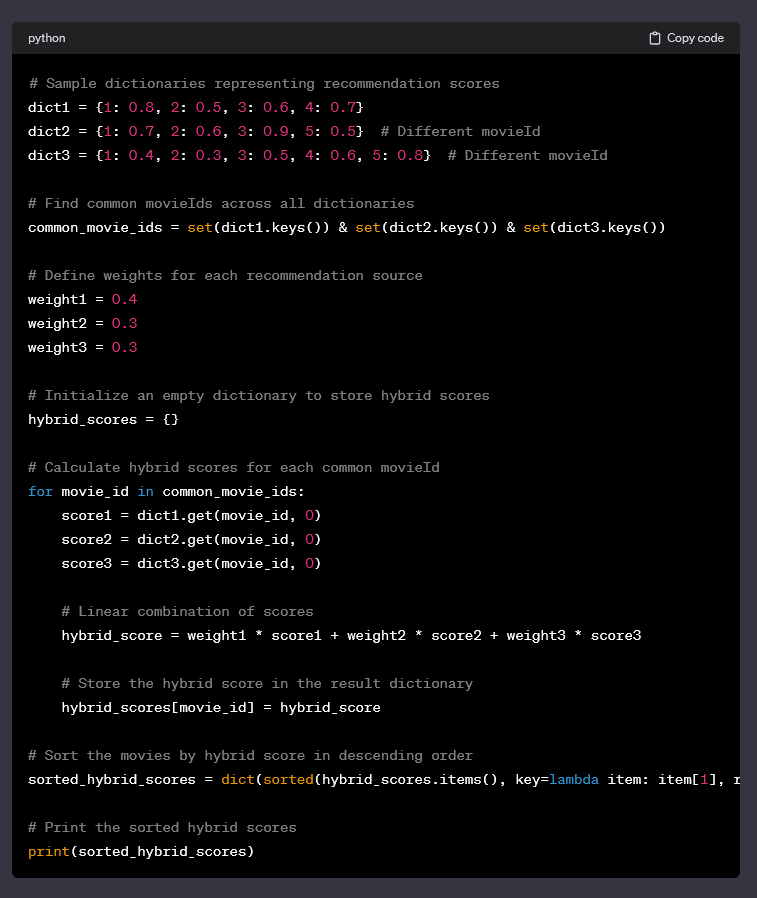 python
Copy code
# Sample dictionaries representing recommendation scores
dict1 = {1: 0.8, 2: 0.5, 3: 0.6, 4: 0.7}
dict2 = {1: 0.7, 2: 0.6, 3: 0.9, 5: 0.5}  # Different movieId
dict3 = {1: 0.4, 2: 0.3, 3: 0.5, 4: 0.6, 5: 0.8}  # Different movieId

# Find common movieIds across all dictionaries
common_movie_ids = set(dict1.keys()) & set(dict2.keys()) & set(dict3.keys())

# Define weights for each recommendation source
weight1 = 0.4
weight2 = 0.3
weight3 = 0.3

# Initialize an empty dictionary to store hybrid scores
hybrid_scores = {}

# Calculate hybrid scores for each common movieId
for movie_id in common_movie_ids:
    score1 = dict1.get(movie_id, 0)
    score2 = dict2.get(movie_id, 0)
    score3 = dict3.get(movie_id, 0)

    # Linear combination of scores
    hybrid_score = weight1 * score1 + weight2 * score2 + weight3 * score3

    # Store the hybrid score in the result dictionary
    hybrid_scores[movie_id] = hybrid_score

# Sort the movies by hybrid score in descending order
sorted_hybrid_scores = dict(sorted(hybrid_scores.items(), key=lambda item: item[1],

# Print the sorted hybrid scores
print(sorted_hybrid_scores)